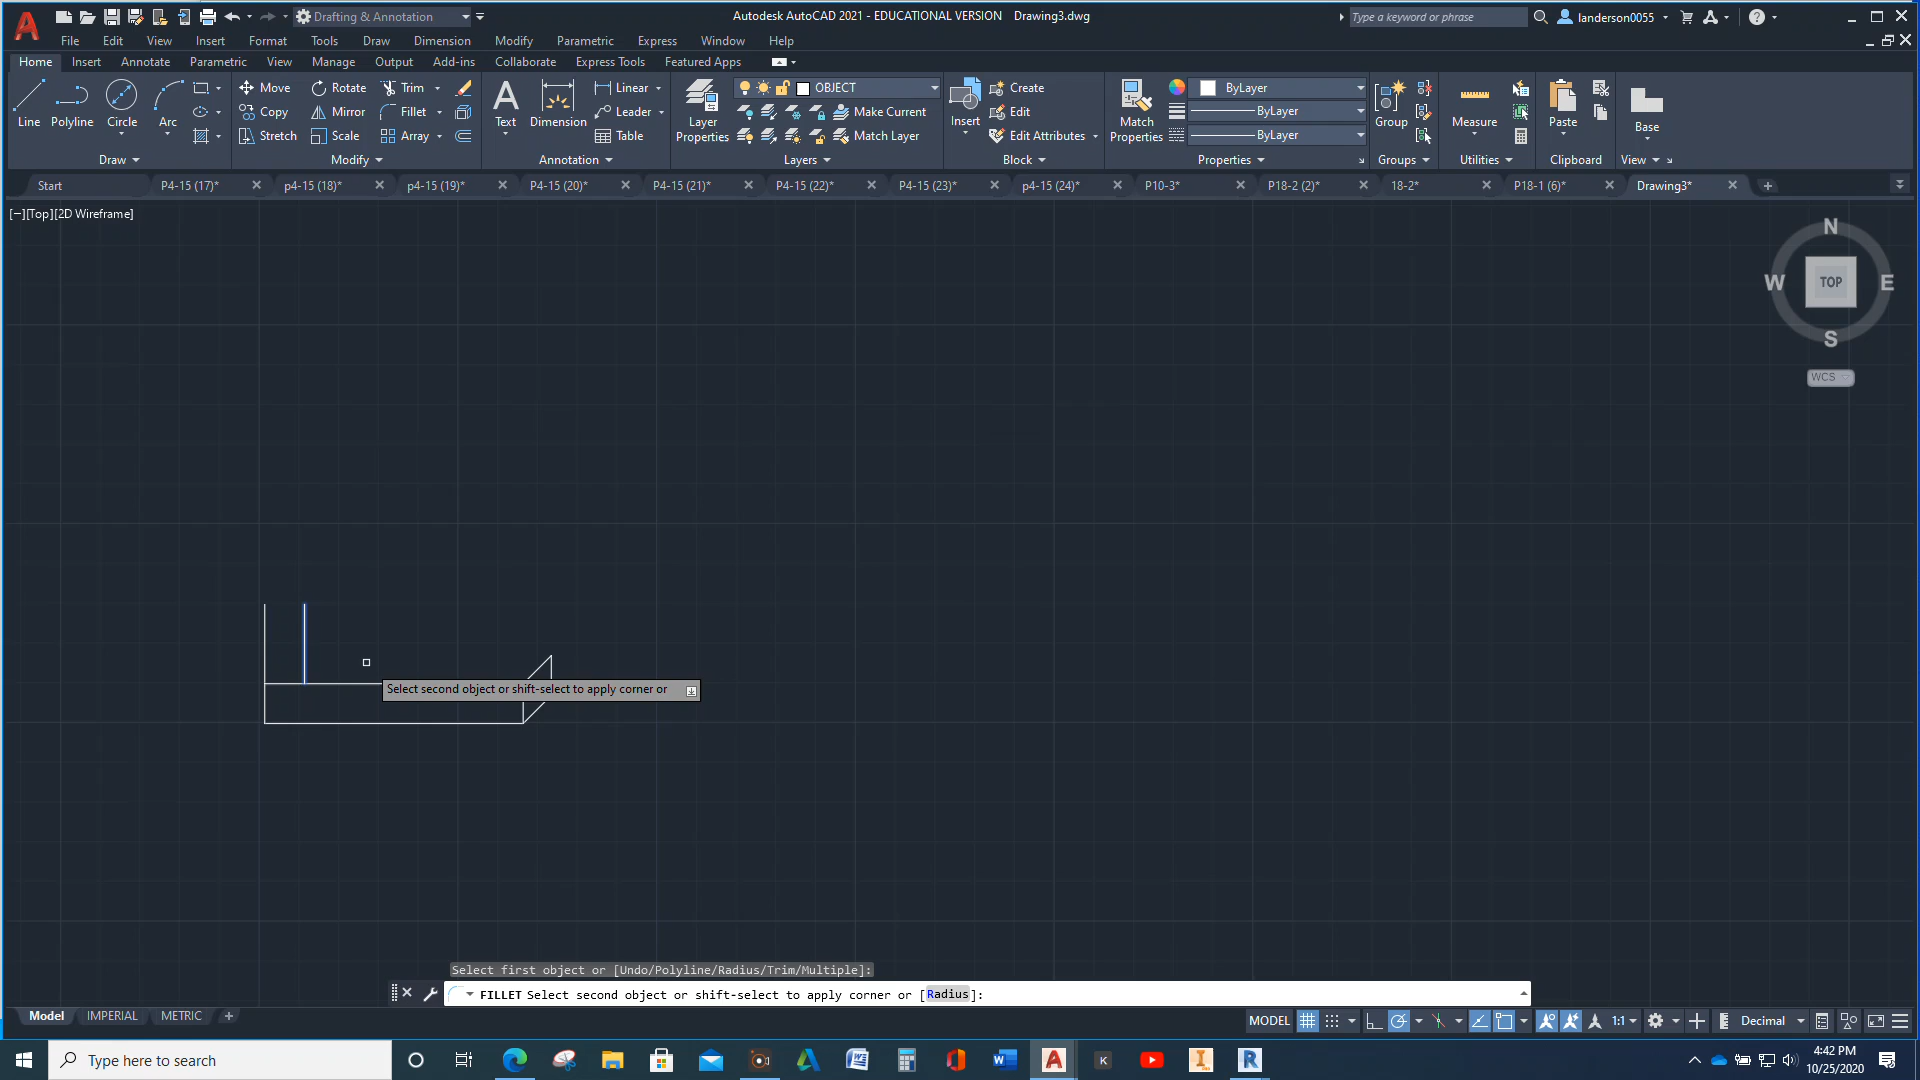 Drafting & Annotation
Autodesk AutoCAD 2021 - EDUCATIONAL VERSION Drawing3.dwg
Type a keyword or phrase
landerson0055
File Edit View Insert Format Tools Draw Dimension Modify Parametric Express Window Help
Home Insert Annotate Parametric View Manage Output Add-ins Collaborate Express Tools Featured Apps
Line Polyline Circle Arc
Move Rotate Trim
Copy Mirror Fillet
Stretch Scale Array
Text Dimension
Linear
Leader
Table
Layer Properties
OBJECT
Make Current
Match Layer
Insert
Create
Edit
Edit Attributes
Match Properties
ByLayer
ByLayer
ByLayer
Group
Measure
Paste
Base
Draw Modify Annotation Layers Block Properties Groups Utilities Clipboard View
Start P4-15 (17)* p4-15 (18)* p4-15 (19)* P4-15 (20)* P4-15 (21)* P4-15 (22)* P4-15 (23)* p4-15 (24)* P10-3* P18-2 (2)* 18-2* P18-1 (6)* Drawing3*
[−][Top][2D Wireframe]
N
W TOP E
S
WCS
Select second object or shift-select to apply corner or
Select first object or [Undo/Polyline/Radius/Trim/Multiple]:
FILLET Select second object or shift-select to apply corner or [Radius]:
Model IMPERIAL METRIC
MODEL 1:1 Decimal
Type here to search
4:42 PM
10/25/2020